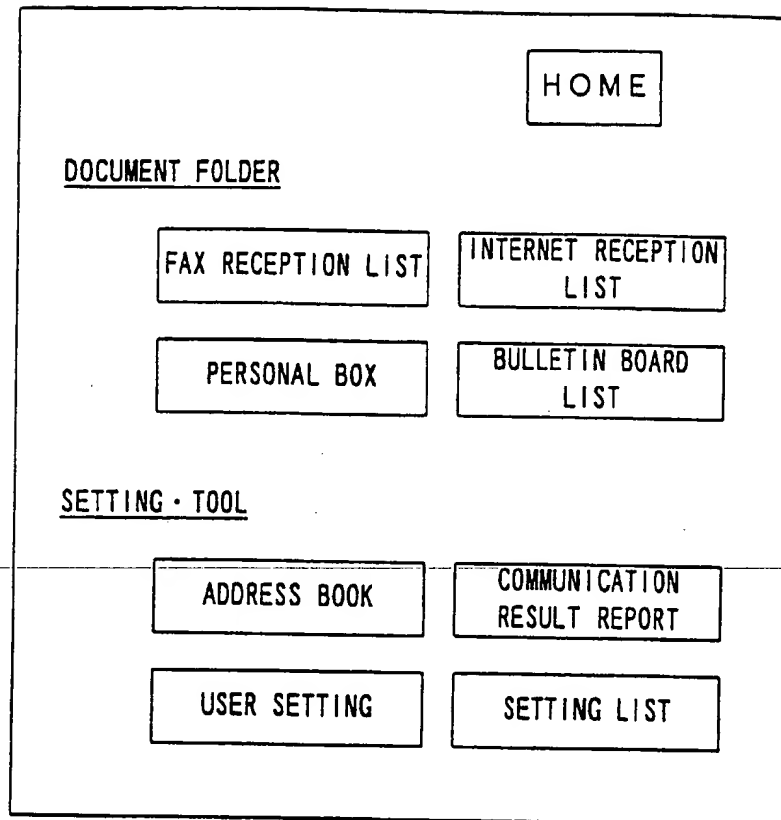 HOME
DOCUMENT FOLDER
FAX RECEPTION LIST
INTERNET RECEPTION
LIST
PERSONAL BOX
BULLETIN BOARD
LIST
SETTING・TOOL
ADDRESS BOOK
COMMUNICATION
RESULT REPORT
USER SETTING
SETTING LIST